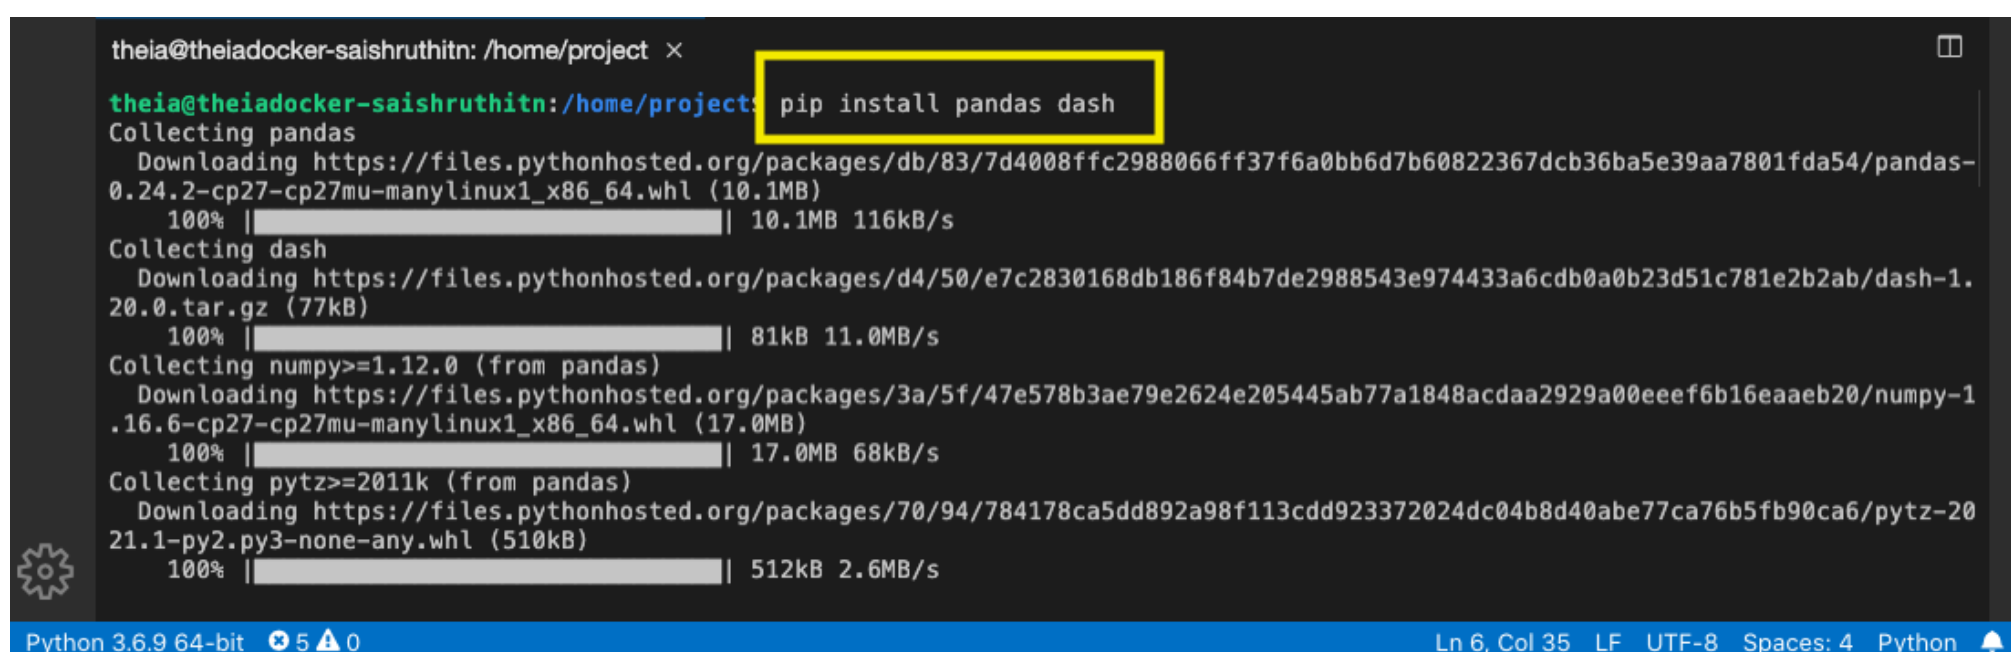 theia@theiadocker-saishruthitn: /home/project ×
theia@theiadocker-saishruthitn:/home/project$ pip install pandas dash
Collecting pandas
  Downloading https://files.pythonhosted.org/packages/db/83/7d4008ffc2988066ff37f6a0bb6d7b60822367dcb36ba5e39aa7801fda54/pandas-
0.24.2-cp27-cp27mu-manylinux1_x86_64.whl (10.1MB)
    100% |████████████████████████████████| 10.1MB 116kB/s
Collecting dash
  Downloading https://files.pythonhosted.org/packages/d4/50/e7c2830168db186f84b7de2988543e974433a6cdb0a0b23d51c781e2b2ab/dash-1.
20.0.tar.gz (77kB)
    100% |████████████████████████████████| 81kB 11.0MB/s
Collecting numpy>=1.12.0 (from pandas)
  Downloading https://files.pythonhosted.org/packages/3a/5f/47e578b3ae79e2624e205445ab77a1848acdaa2929a00eeef6b16eaaeb20/numpy-1
.16.6-cp27-cp27mu-manylinux1_x86_64.whl (17.0MB)
    100% |████████████████████████████████| 17.0MB 68kB/s
Collecting pytz>=2011k (from pandas)
  Downloading https://files.pythonhosted.org/packages/70/94/784178ca5dd892a98f113cdd923372024dc04b8d40abe77ca76b5fb90ca6/pytz-20
21.1-py2.py3-none-any.whl (510kB)
    100% |████████████████████████████████| 512kB 2.6MB/s
Python 3.6.9 64-bit 5 0 Ln 6, Col 35 LF UTF-8 Spaces: 4 Python